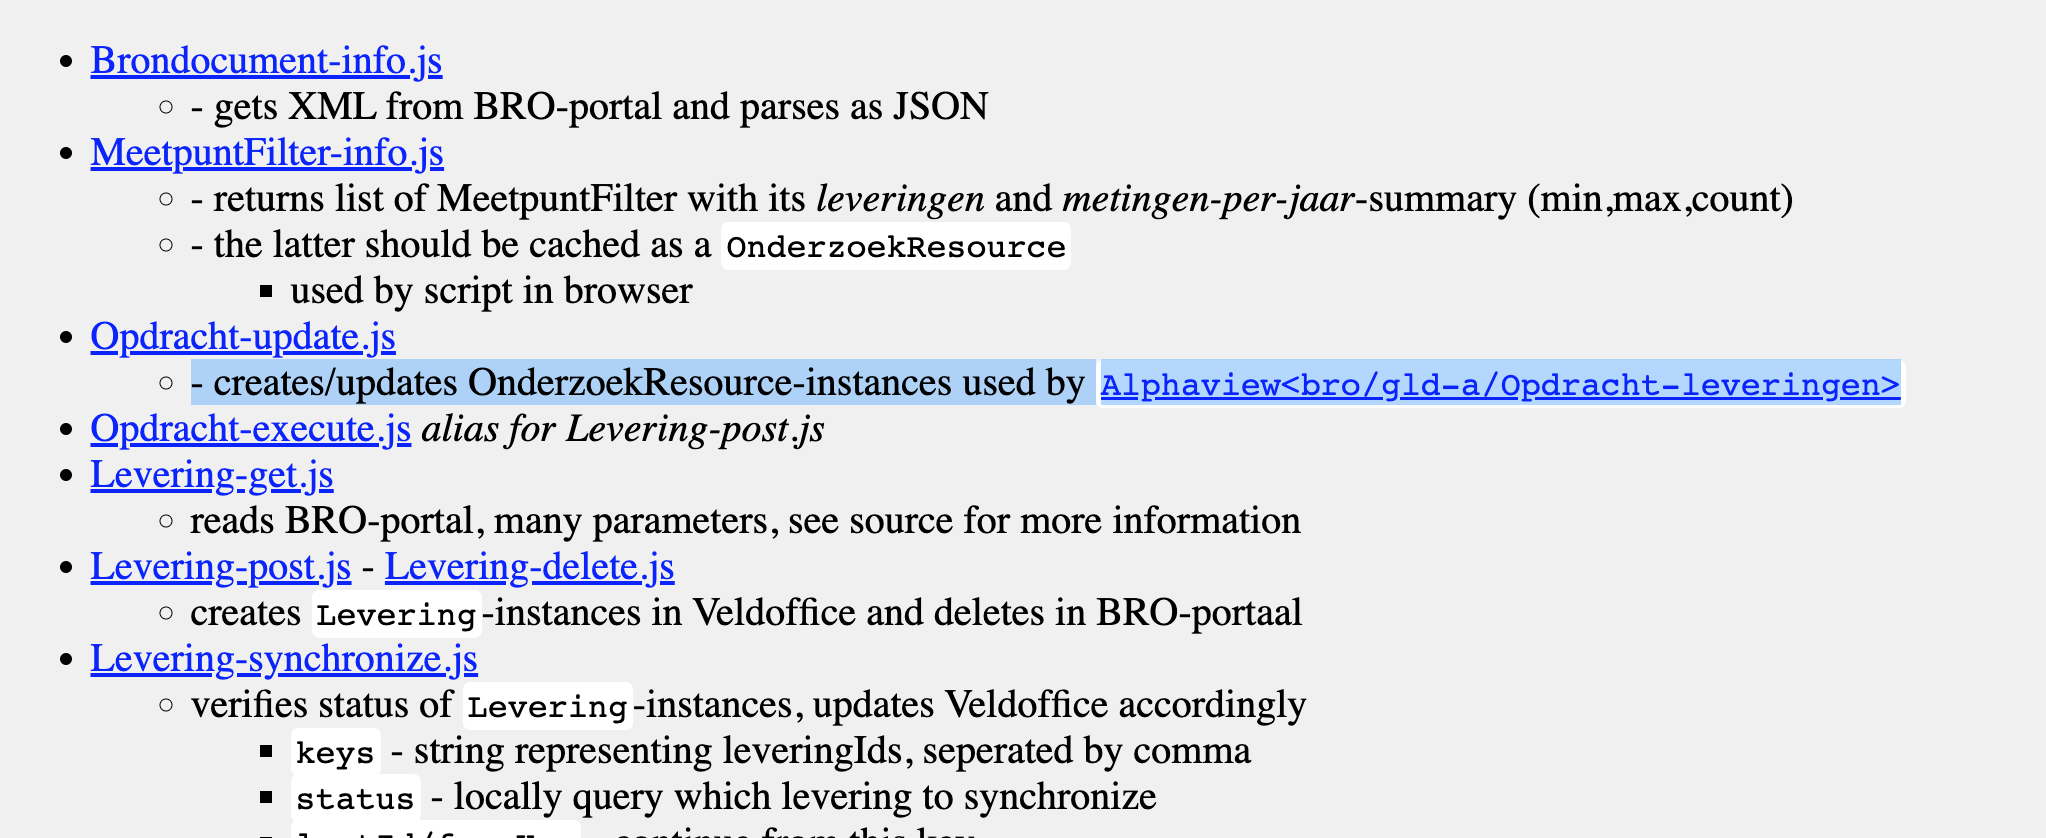 Brondocument-info.js
- gets XML from BRO-portal and parses as JSON
MeetpuntFilter-info.js
- returns list of MeetpuntFilter with its leveringen and metingen-per-jaar-summary (min,max,count)
- the latter should be cached as a OnderzoekResource
used by script in browser
Opdracht-update.js
- creates/updates OnderzoekResource-instances used by Alphaview<bro/gld-a/Opdracht-leveringen>
Opdracht-execute.js alias for Levering-post.js
Levering-get.js
reads BRO-portal, many parameters, see source for more information
Levering-post.js - Levering-delete.js
creates Levering-instances in Veldoffice and deletes in BRO-portaal
Levering-synchronize.js
verifies status of Levering-instances, updates Veldoffice accordingly
keys - string representing leveringIds, seperated by comma
status - locally query which levering to synchronize
continue from this key